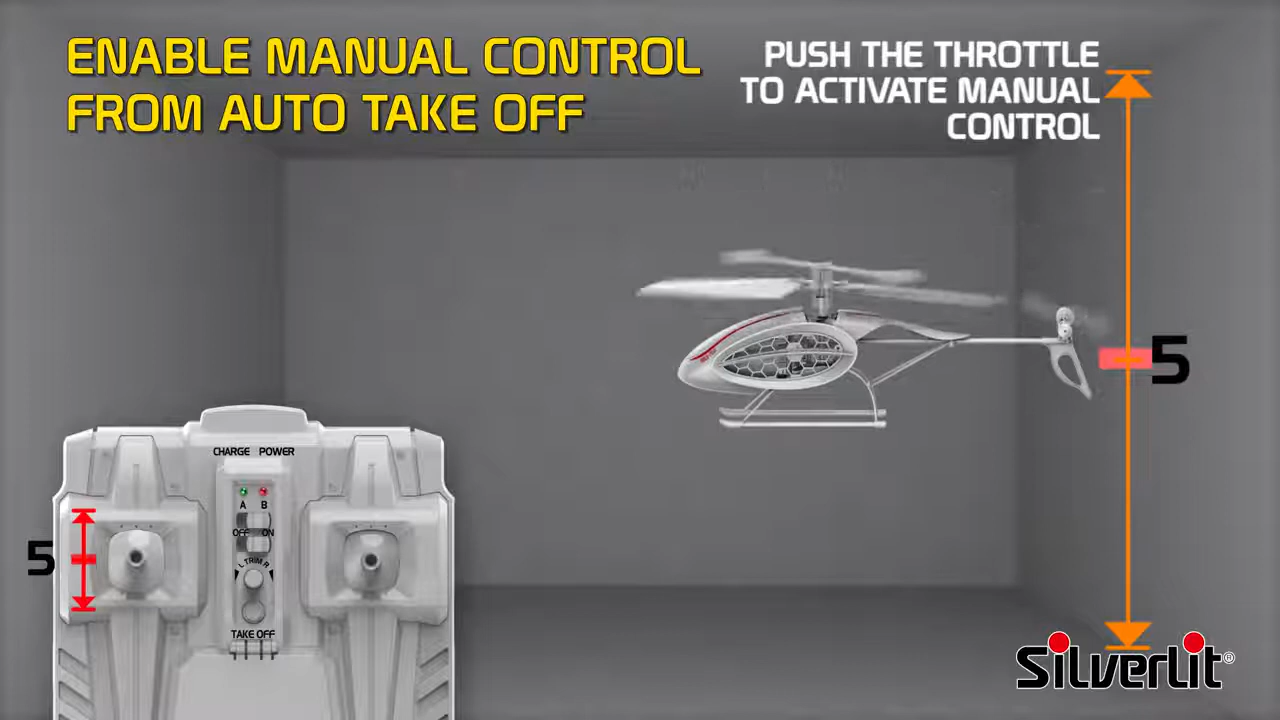 ENABLE MANUAL CONTROL
FROM AUTO TAKE OFF
PUSH THE THROTTLE
TO ACTIVATE MANUAL
CONTROL
5
CHARGE POWER
A B
OFF ON
L TRIM R
TAKE OFF
5
Silverlit®